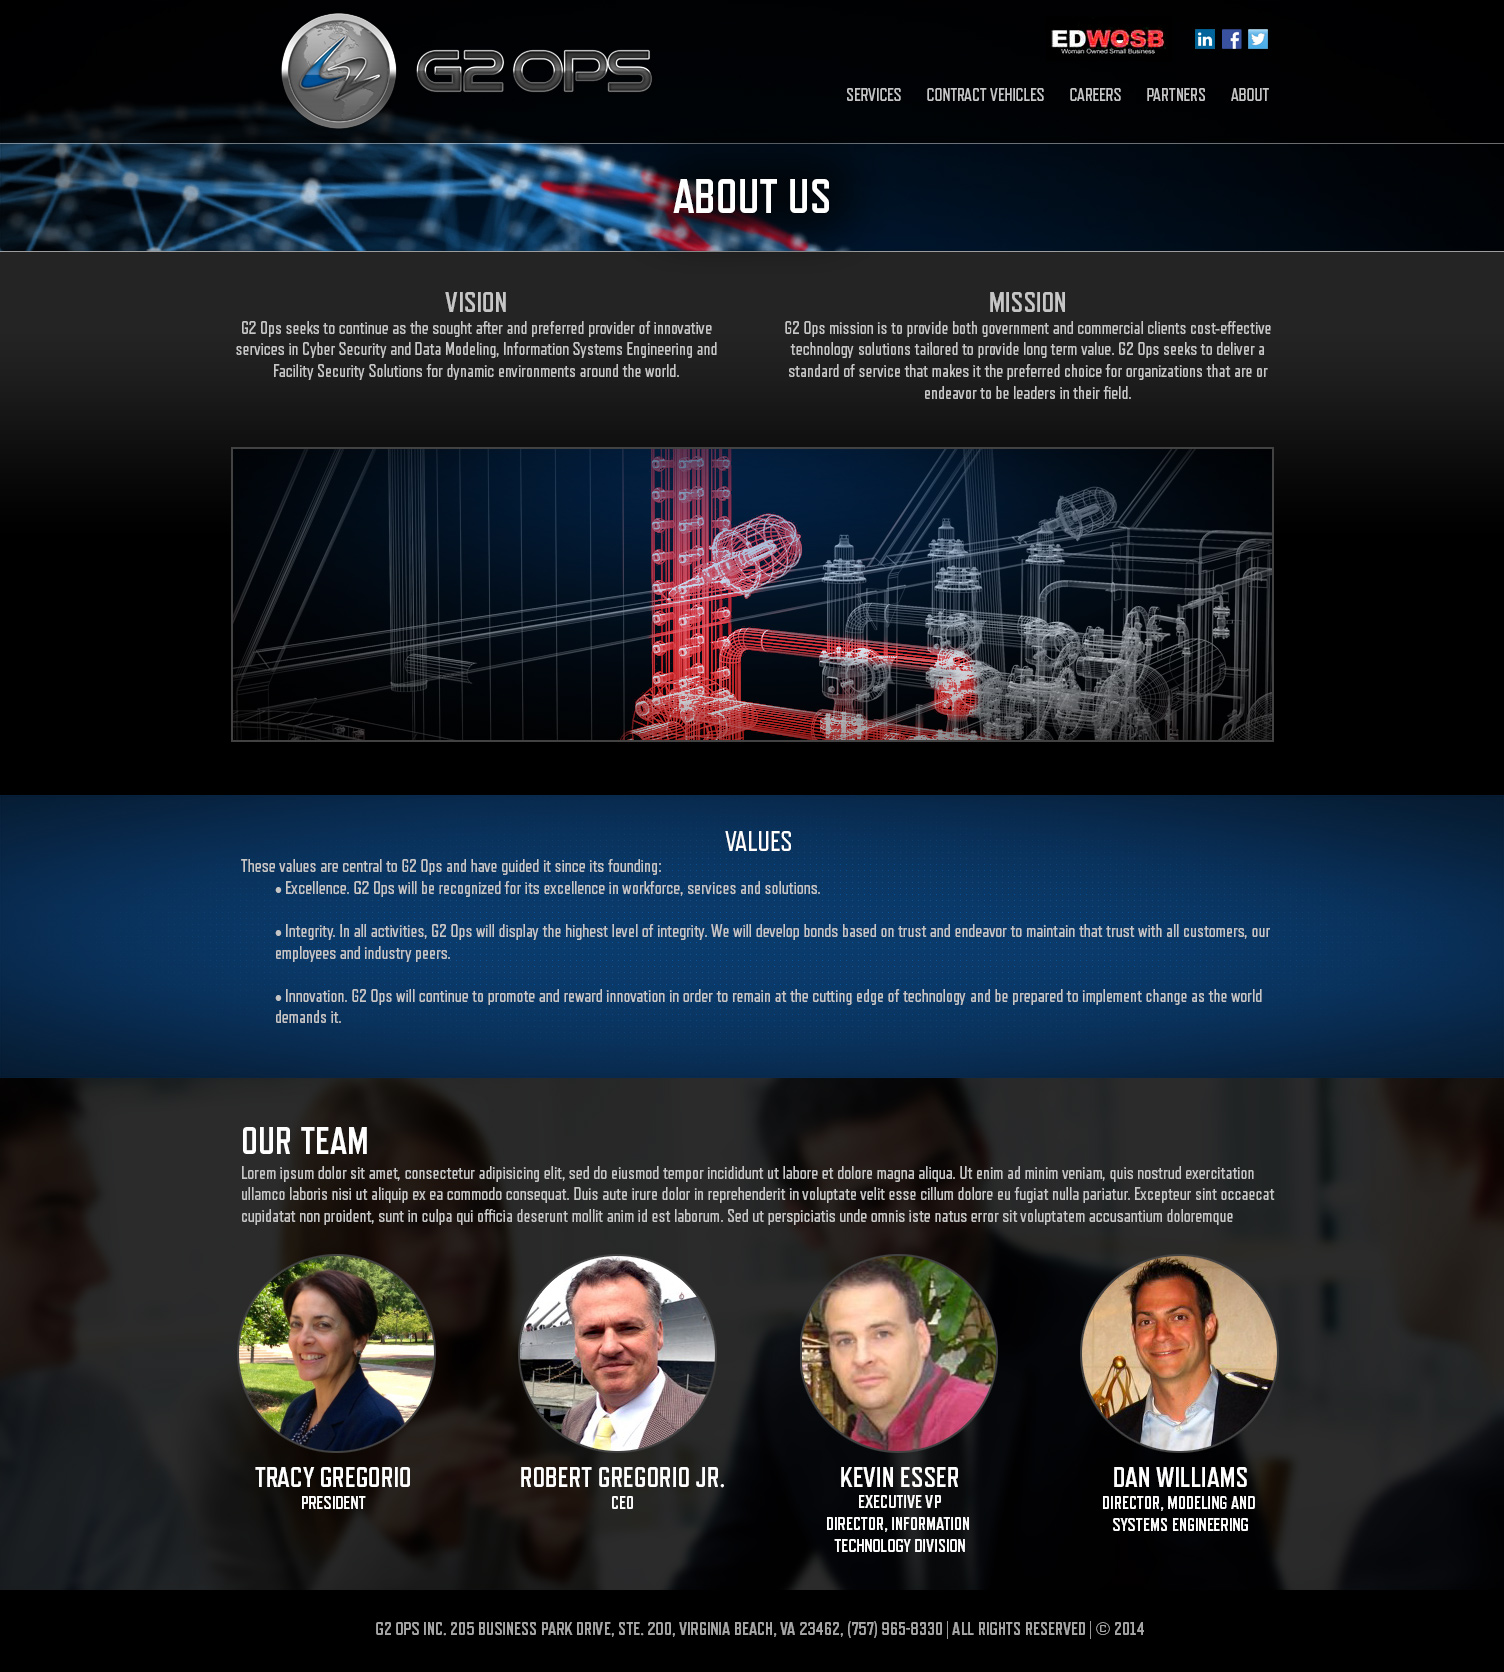 G2 OPS
EDWOSB
Woman Owned Small Business
in f
SERVICES CONTRACT VEHICLES CAREERS PARTNERS ABOUT
ABOUT US
VISION
G2 Ops seeks to continue as the sought after and preferred provider of innovative
services in Cyber Security and Data Modeling, Information Systems Engineering and
Facility Security Solutions for dynamic environments around the world.
MISSION
G2 Ops mission is to provide both government and commercial clients cost-effective
technology solutions tailored to provide long term value. G2 Ops seeks to deliver a
standard of service that makes it the preferred choice for organizations that are or
endeavor to be leaders in their field.
VALUES
These values are central to G2 Ops and have guided it since its founding:
• Excellence. G2 Ops will be recognized for its excellence in workforce, services and solutions.
• Integrity. In all activities, G2 Ops will display the highest level of integrity. We will develop bonds based on trust and endeavor to maintain that trust with all customers, our
employees and industry peers.
• Innovation. G2 Ops will continue to promote and reward innovation in order to remain at the cutting edge of technology and be prepared to implement change as the world
demands it.
OUR TEAM
Lorem ipsum dolor sit amet, consectetur adipisicing elit, sed do eiusmod tempor incididunt ut labore et dolore magna aliqua. Ut enim ad minim veniam, quis nostrud exercitation
ullamco laboris nisi ut aliquip ex ea commodo consequat. Duis aute irure dolor in reprehenderit in voluptate velit esse cillum dolore eu fugiat nulla pariatur. Excepteur sint occaecat
cupidatat non proident, sunt in culpa qui officia deserunt mollit anim id est laborum. Sed ut perspiciatis unde omnis iste natus error sit voluptatem accusantium doloremque
TRACY GREGORIO
PRESIDENT
ROBERT GREGORIO JR.
CEO
KEVIN ESSER
EXECUTIVE VP
DIRECTOR, INFORMATION
TECHNOLOGY DIVISION
DAN WILLIAMS
DIRECTOR, MODELING AND
SYSTEMS ENGINEERING
G2 OPS INC. 205 BUSINESS PARK DRIVE, STE. 200, VIRGINIA BEACH, VA 23462, (757) 965-8330 | ALL RIGHTS RESERVED | © 2014